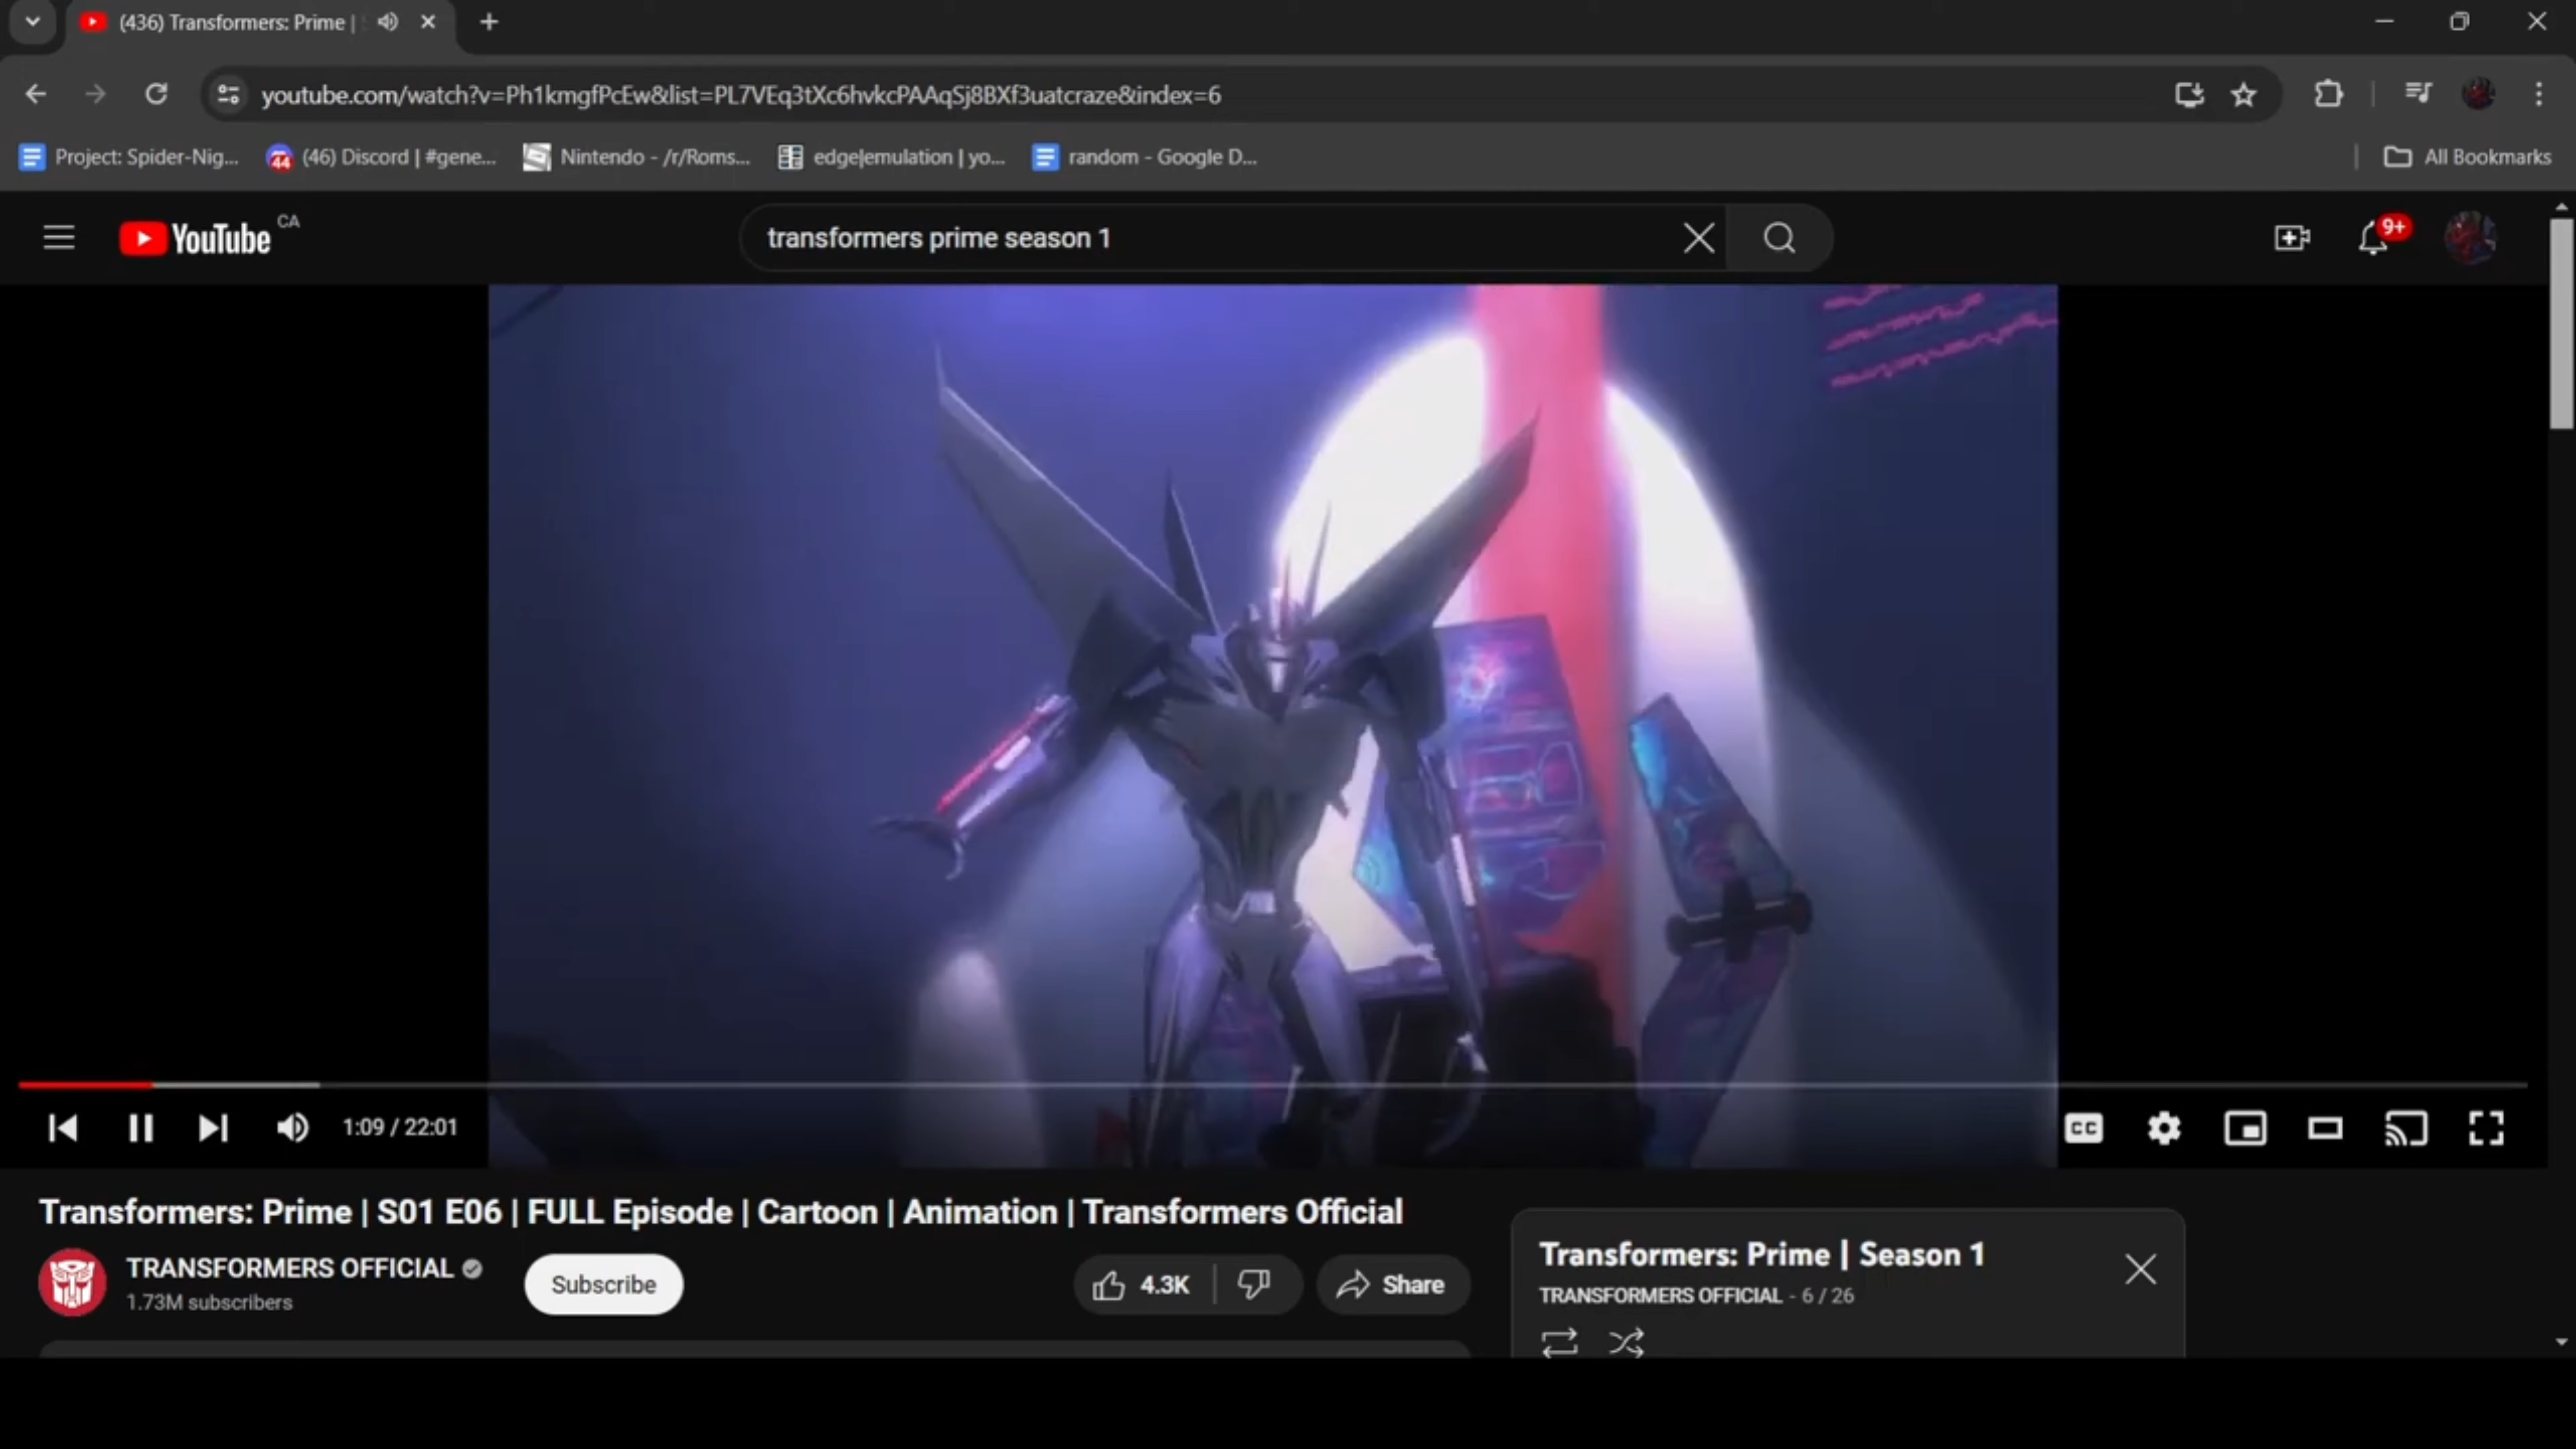 (436) Transformers: Prime |
youtube.com/watch?v=Ph1kmgfPcEw&list=PL7VEq3tXc6hvkcPAAqSj8BXf3uatcraze&index=6
Project: Spider-Nig...
44
(46) Discord | #gene...
Nintendo - /r/Roms...
edge|emulation | yo...
random - Google D...
All Bookmarks
YouTube CA
transformers prime season 1
9+
1:09 / 22:01
CC
Transformers: Prime | S01 E06 | FULL Episode | Cartoon | Animation | Transformers Official
TRANSFORMERS OFFICIAL
1.73M subscribers
Subscribe
4.3K
Share
Transformers: Prime | Season 1
TRANSFORMERS OFFICIAL - 6 / 26